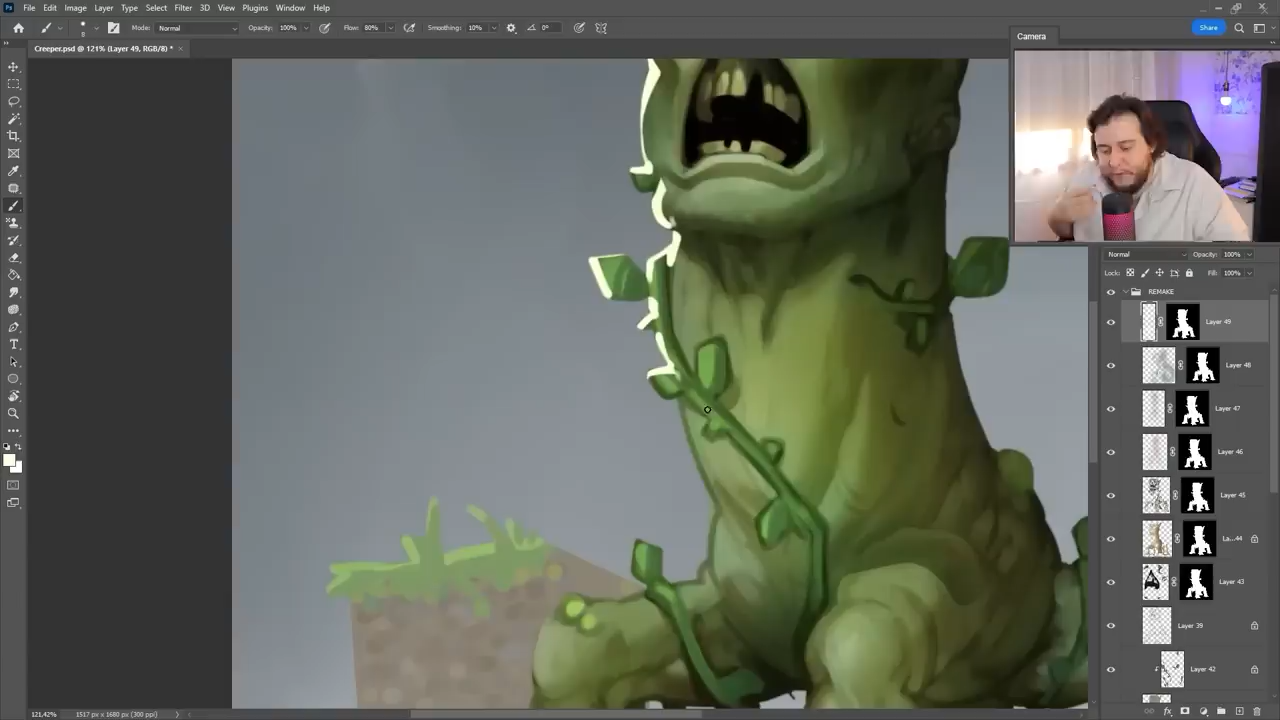 Ps File Edit Image Layer Type Select Filter 3D View Plugins Window Help
Mode: Normal Opacity: 100% Flow: 80% Smoothing: 10% 0° Share
Creeper.psd @ 121% (Layer 49, RGB/8) * ×
Camera
Normal Opacity: 100%
Lock: Fill: 100%
REMAKE
Layer 49
Layer 48
Layer 47
Layer 46
Layer 45
La...44
Layer 43
Layer 39
Layer 42
121,42% 1517 px x 1680 px (300 ppi)